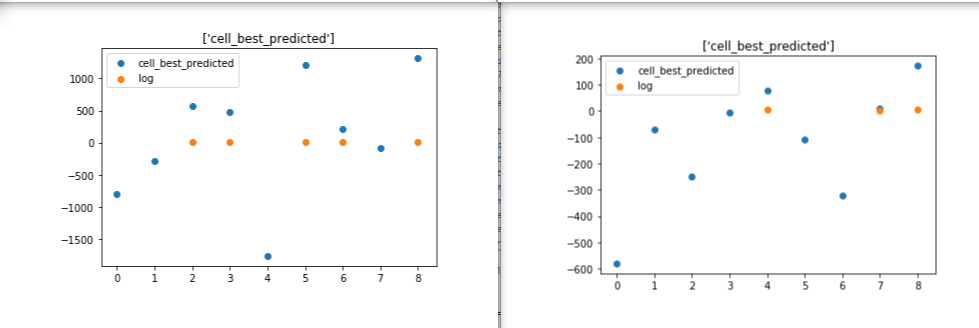 ['cell_best_predicted']
cell_best_predicted
log
1000
500
0
−500
−1000
−1500
0 1 2 3 4 5 6 7 8
['cell_best_predicted']
cell_best_predicted
log
200
100
0
−100
−200
−300
−400
−500
−600
0 1 2 3 4 5 6 7 8